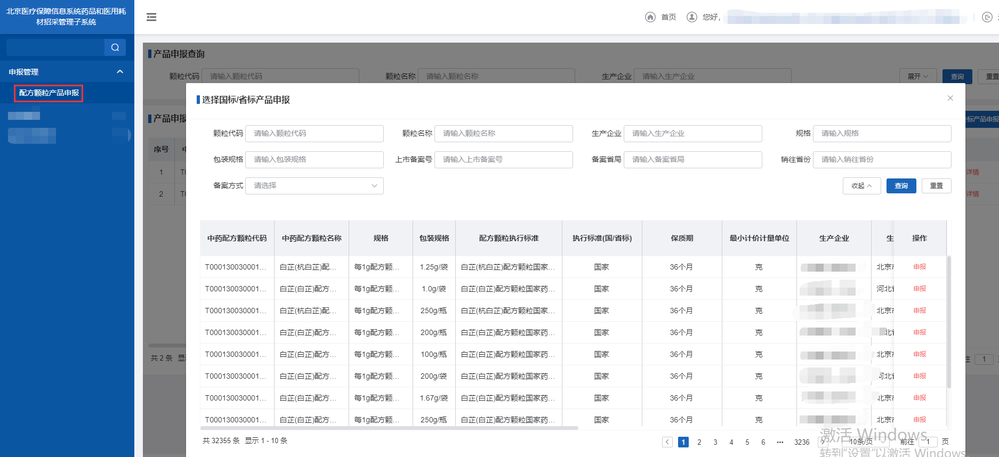 北京医疗保障信息系统药品和医用耗
材招采管理子系统
首页
您好,
申报管理
配方颗粒产品申报
产品申报查询
颗粒代码 请输入颗粒代码 颗粒名称 请输入颗粒名称 生产企业 请输入生产企业 展开 查询 重置
产品申报
标产品申报
序号
1 T0 详情
2 T0 详情
共 2 条
1
选择国标/省标产品申报
颗粒代码 请输入颗粒代码 颗粒名称 请输入颗粒名称 生产企业 请输入生产企业 规格 请输入规格
包装规格 请输入包装规格 上市备案号 请输入上市备案号 备案省局 请输入备案省局 销往省份 请输入销往省份
备案方式 请选择 收起 查询 重置
中药配方颗粒代码 中药配方颗粒名称 规格 包装规格 配方颗粒执行标准 执行标准(国/省标) 保质期 最小计价计量单位 生产企业 生 操作
T000130030001... 白芷(杭白芷)配... 每1g配方颗... 1.25g/袋 白芷(杭白芷)配方颗粒国家... 国家 36个月 克 北京市 申报
T000130030001... 白芷(白芷)配方... 每1g配方颗... 1.0g/袋 白芷(白芷)配方颗粒国家药... 国家 36个月 克 河北省 申报
T000130030001... 白芷(杭白芷)配... 每1g配方颗... 250g/瓶 白芷(杭白芷)配方颗粒国家... 国家 36个月 克 北京市 申报
T000130030001... 白芷(白芷)配方... 每1g配方颗... 200g/瓶 白芷(白芷)配方颗粒国家药... 国家 36个月 克 北省 申报
T000130030001... 白芷(白芷)配方... 每1g配方颗... 100g/瓶 白芷(白芷)配方颗粒国家药... 国家 36个月 克 北京市 申报
T000130030001... 白芷(白芷)配方... 每1g配方颗... 200g/袋 白芷(白芷)配方颗粒国家药... 国家 36个月 克 河北省 申报
T000130030001... 白芷(白芷)配方... 每1g配方颗... 1.67g/袋 白芷(白芷)配方颗粒国家药... 国家 36个月 克 北京市 申报
T000130030001... 白芷(白芷)配方... 每1g配方颗... 250g/瓶 白芷(白芷)配方颗粒国家药... 国家 36个月 克 北京市 申报
共 32355 条 显示 1 - 10 条
1 2 3 4 5 6 ••• 3236 10条/页 前往 1 页
激活 Windows
转到"设置"以激活 Windows。